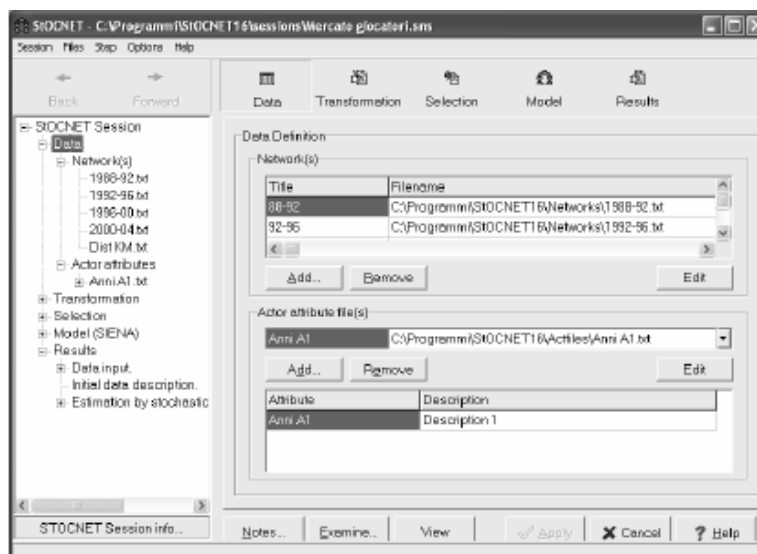 StOCNET - C:\Programmi\StOCNET16\sessions\Mercato giocatori.sns
Session Files Step Options Help
Back Forward Data Transformation Selection Model Results
StOCNET Session
Data
Network(s)
1988-92.txt
1992-96.txt
1996-00.txt
2000-04.txt
Dist KM.txt
Actor attributes
Anni A1.txt
Transformation
Selection
Model (SIENA)
Results
Data input.
Initial data description.
Estimation by stochastic
STOCNET Session info...
Data Definition
Network(s)
Title Filename
88-92 C:\Programmi\StOCNET16\Networks\1988-92.txt
92-96 C:\Programmi\StOCNET16\Networks\1992-96.txt
Add... Remove Edit
Actor attribute file(s)
Anni A1 C:\Programmi\StOCNET16\Actfiles\Anni A1.txt
Add... Remove Edit
Attribute Description
Anni A1 Description 1
Notes... Examine... View Apply Cancel Help